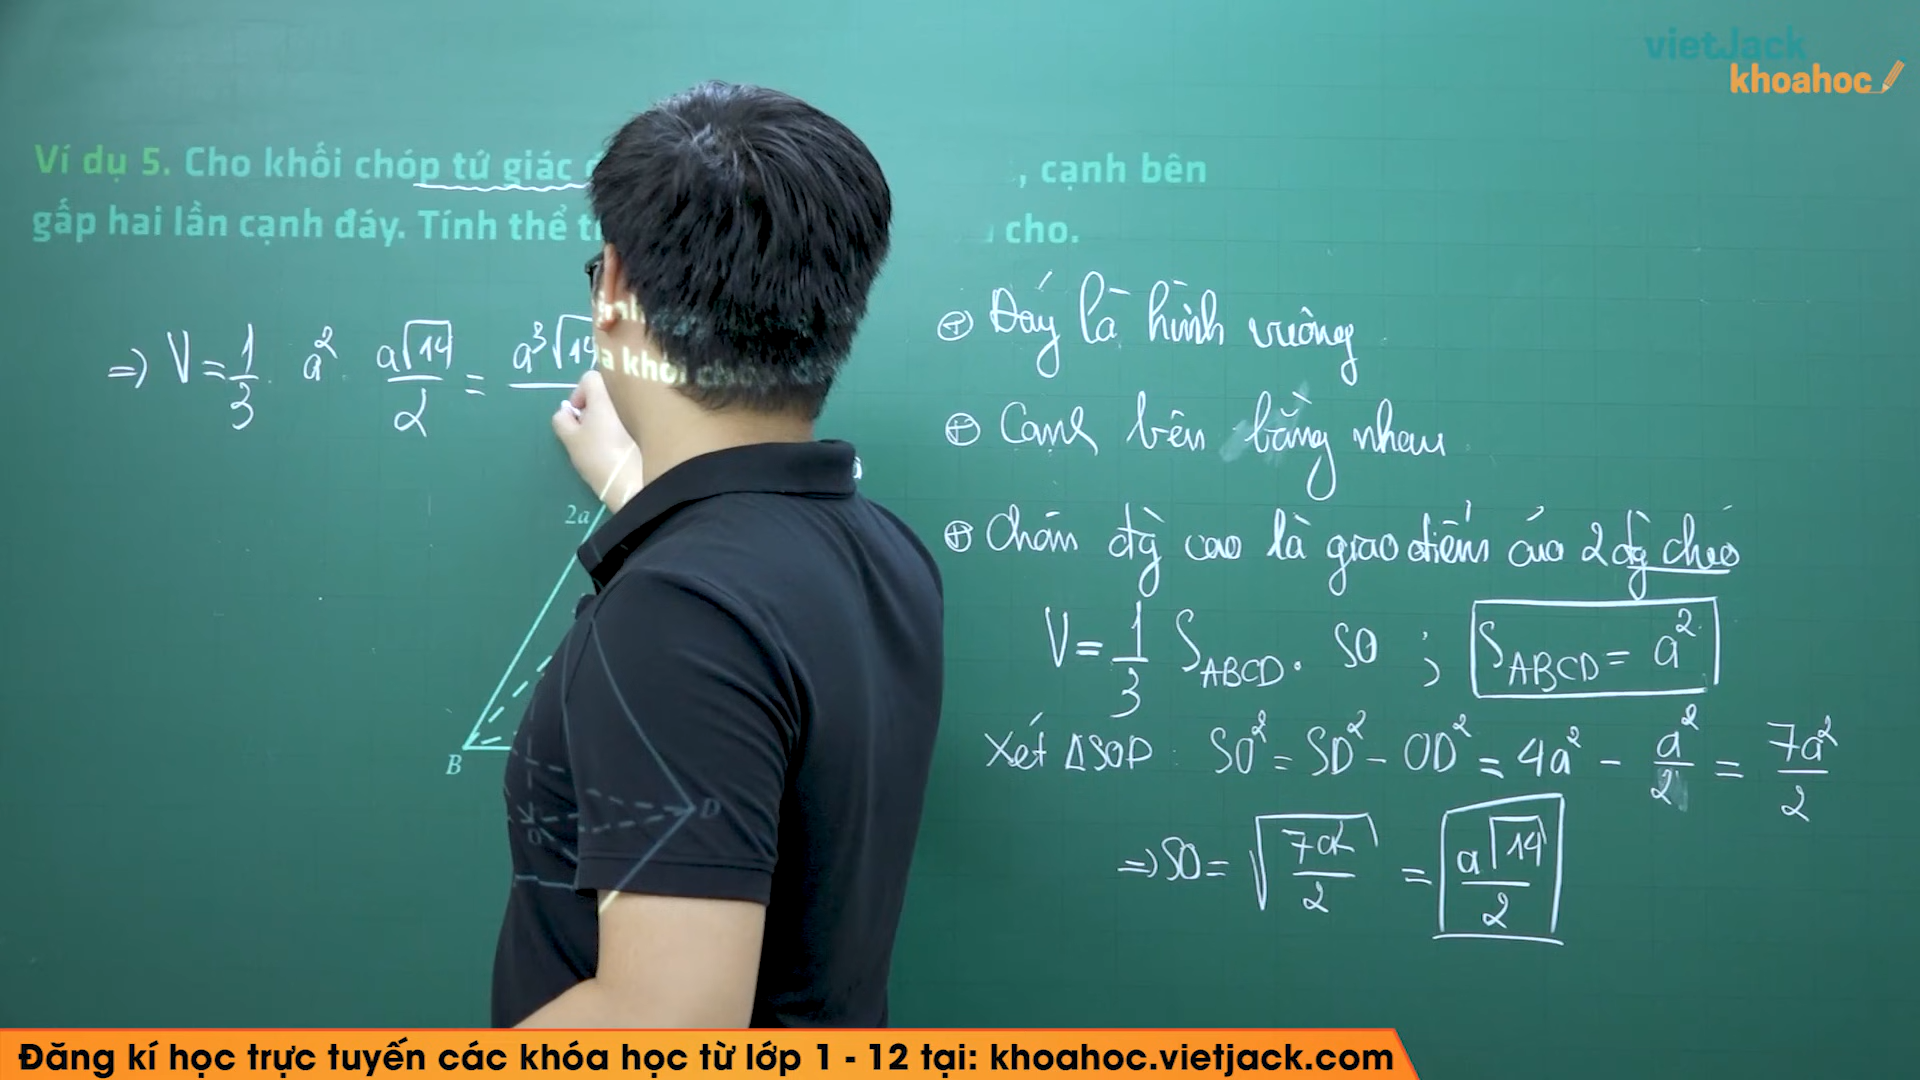 vietJack
khoahoc
Ví dụ 5. Cho khối chóp tứ giác , cạnh bên
gấp hai lần cạnh đáy. Tính thể cho.
=> V = 1/3 . a² . a√14/2 = a³√14
⊕ Đáy là hình vuông
⊕ Cạnh bên bằng nhau
⊕ Chân đg cao là giao điểm của 2 đg chéo
V = 1/3 S_ABCD . SO ; S_ABCD = a²
Xét ΔSOD : SO² = SD² - OD² = 4a² - a²/2 = 7a²/2
=> SO = √(7a²/2) = a√14/2
a khối chóp
2a
B
D
O
Đăng kí học trực tuyến các khóa học từ lớp 1 - 12 tại: khoahoc.vietjack.com